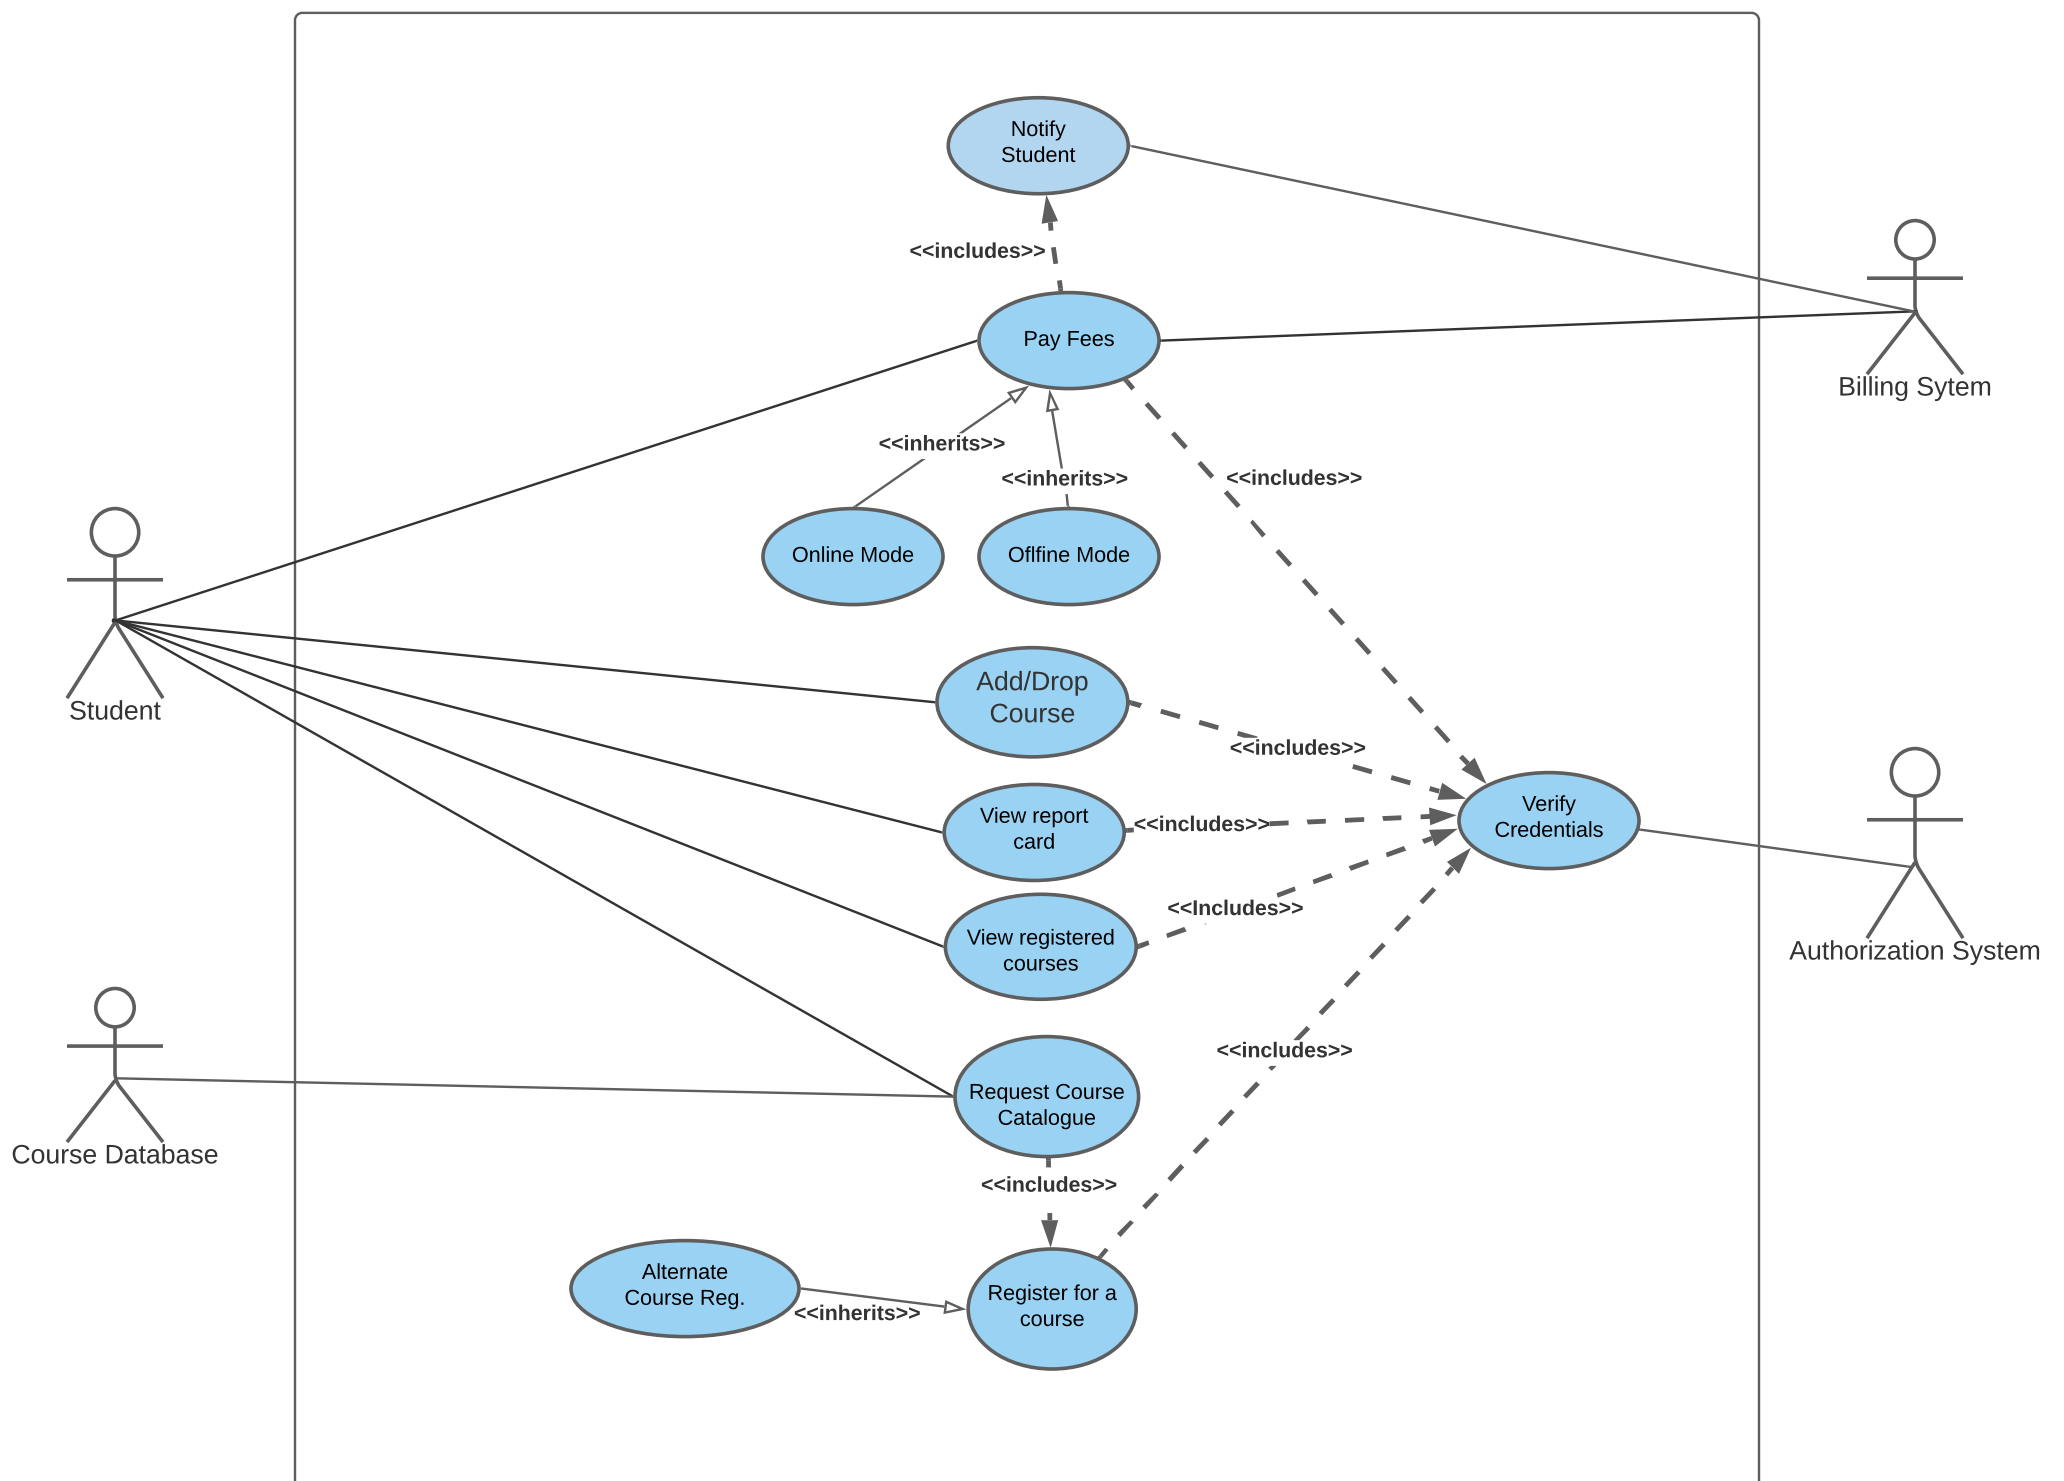 Notify
Student
<<includes>>
Pay Fees
Billing Sytem
<<inherits>>
<<inherits>>
<<includes>>
Online Mode
Oflfine Mode
Student
Add/Drop
Course
<<includes>>
View report
card
<<includes>>
Verify
Credentials
<<Includes>>
View registered
courses
Authorization System
<<includes>>
Request Course
Catalogue
Course Database
<<includes>>
Alternate
Course Reg.
<<inherits>>
Register for a
course